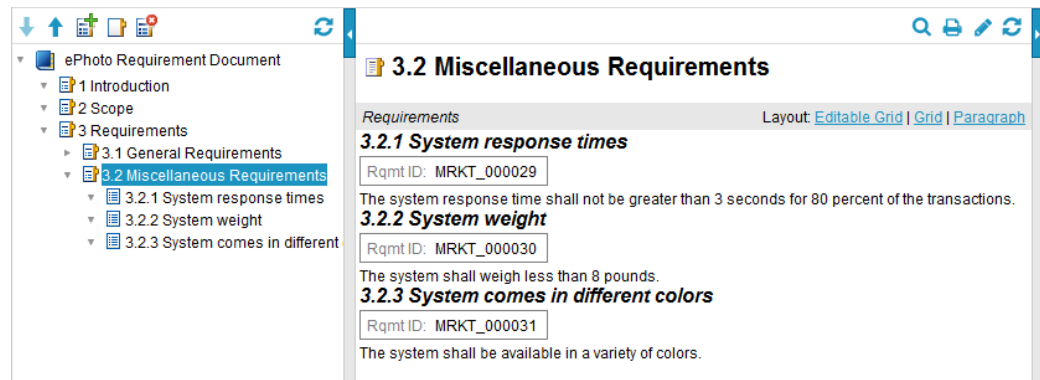 ePhoto Requirement Document
1 Introduction
2 Scope
3 Requirements
3.1 General Requirements
3.2 Miscellaneous Requirements
3.2.1 System response times
3.2.2 System weight
3.2.3 System comes in different
3.2 Miscellaneous Requirements
Requirements Layout: Editable Grid | Grid | Paragraph
3.2.1 System response times
Rqmt ID: MRKT_000029
The system response time shall not be greater than 3 seconds for 80 percent of the transactions.
3.2.2 System weight
Rqmt ID: MRKT_000030
The system shall weigh less than 8 pounds.
3.2.3 System comes in different colors
Rqmt ID: MRKT_000031
The system shall be available in a variety of colors.